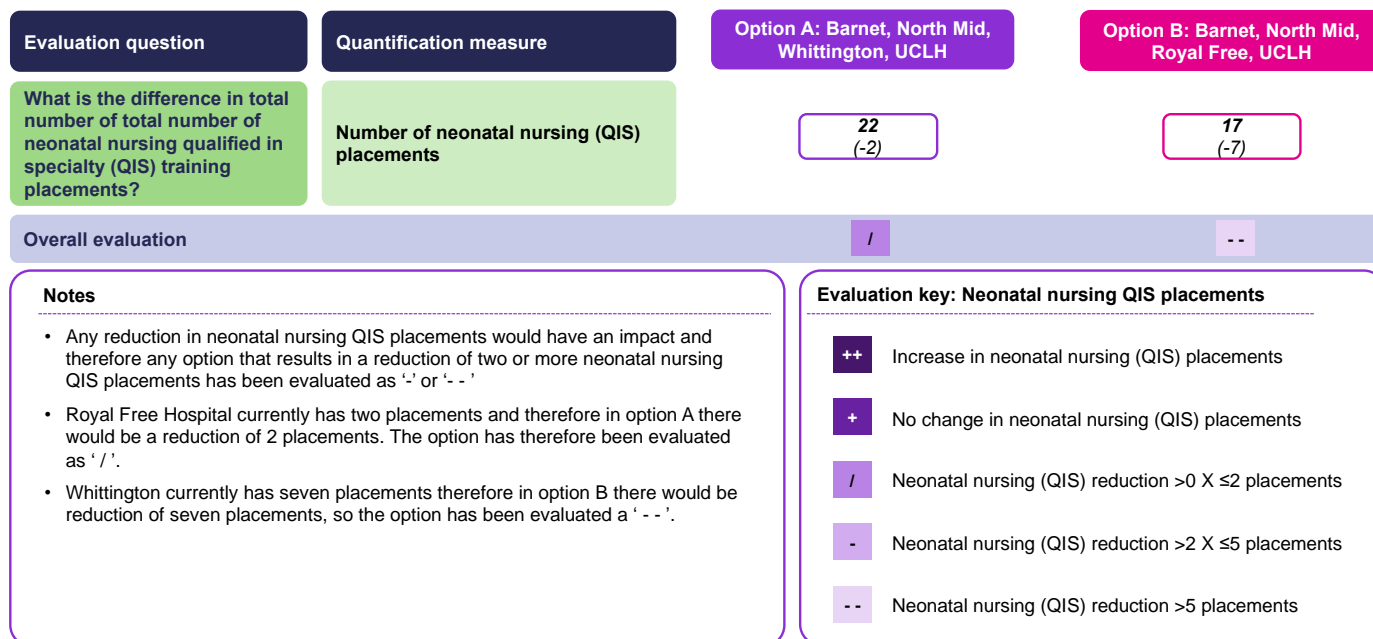 Evaluation question
Quantification measure
Option A: Barnet, North Mid,
Whittington, UCLH
Option B: Barnet, North Mid,
Royal Free, UCLH
What is the difference in total
number of total number of
neonatal nursing qualified in
specialty (QIS) training
placements?
Number of neonatal nursing (QIS)
placements
22
(-2)
17
(-7)
Overall evaluation
/
- -
Notes
• Any reduction in neonatal nursing QIS placements would have an impact and
therefore any option that results in a reduction of two or more neonatal nursing
QIS placements has been evaluated as ‘-’ or ‘- - ’
• Royal Free Hospital currently has two placements and therefore in option A there
would be a reduction of 2 placements. The option has therefore been evaluated
as ‘ / ’.
• Whittington currently has seven placements therefore in option B there would be
reduction of seven placements, so the option has been evaluated a ‘ - - ’.
Evaluation key: Neonatal nursing QIS placements
++ Increase in neonatal nursing (QIS) placements
+ No change in neonatal nursing (QIS) placements
/ Neonatal nursing (QIS) reduction >0 X ≤2 placements
- Neonatal nursing (QIS) reduction >2 X ≤5 placements
- - Neonatal nursing (QIS) reduction >5 placements